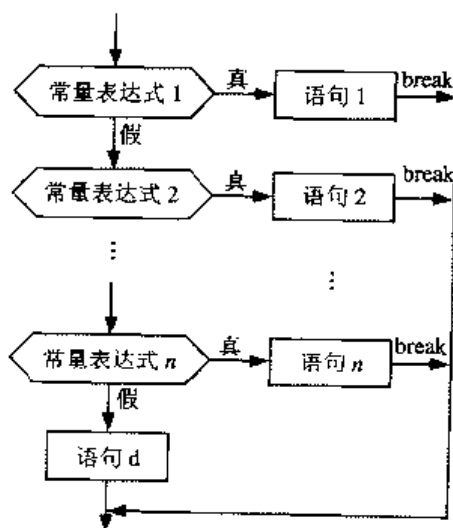 常量表达式 1 真 语句 1 break
假
常量表达式 2 真 语句 2 break
⋮ ⋮
常量表达式 n 真 语句 n break
假
语句 d